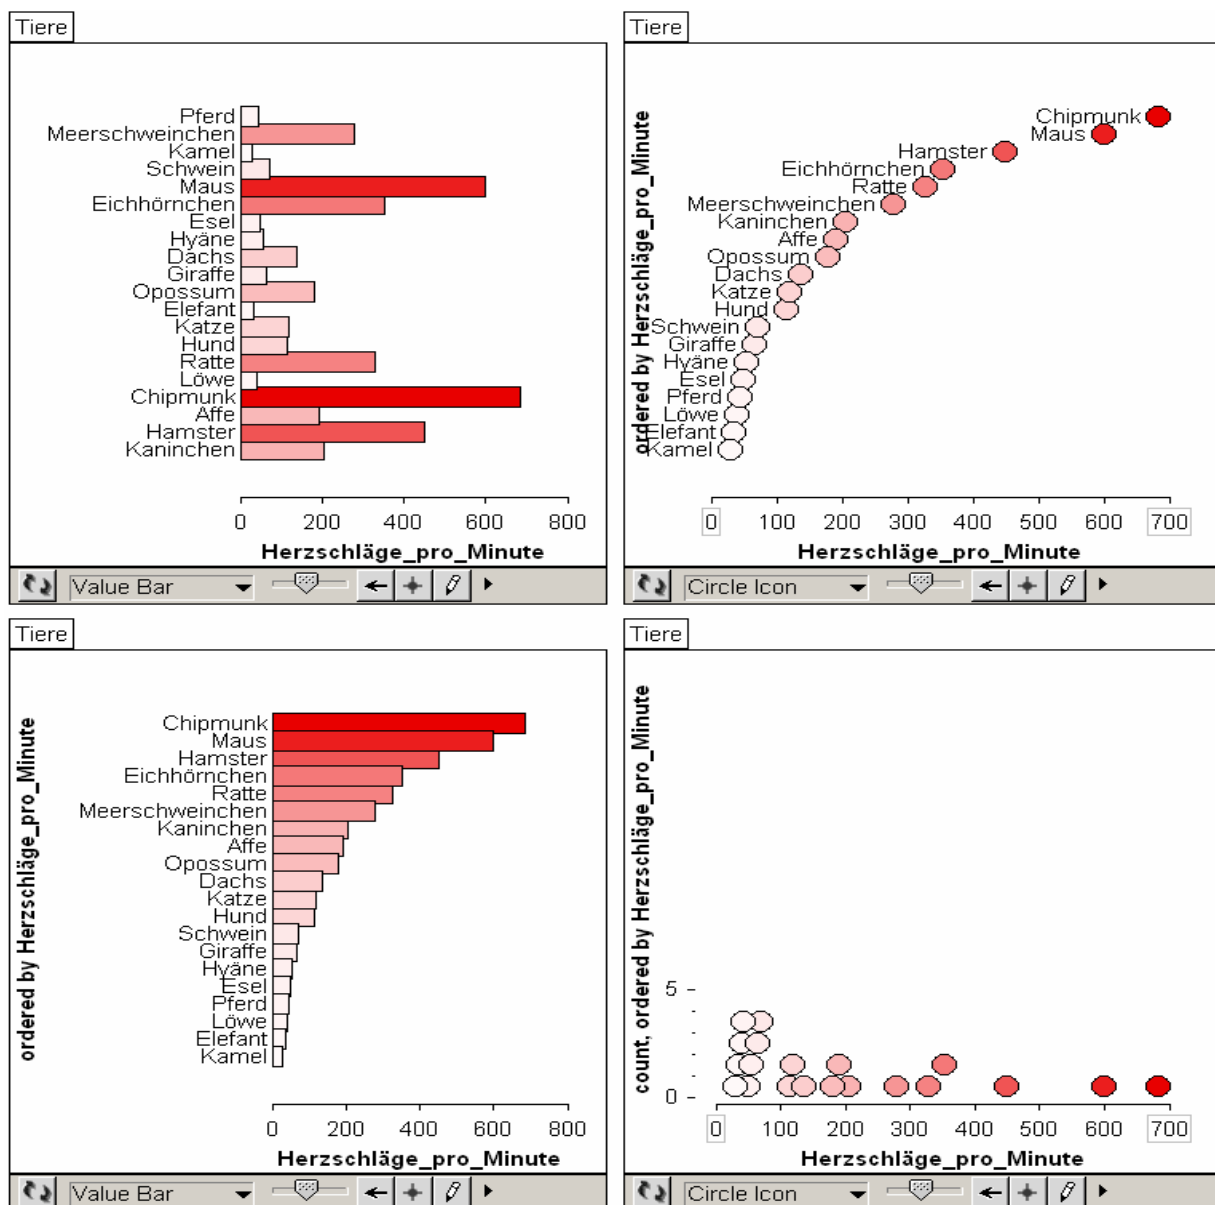 Tiere
Pferd
Meerschweinchen
Kamel
Schwein
Maus
Eichhörnchen
Esel
Hyäne
Dachs
Giraffe
Opossum
Elefant
Katze
Hund
Ratte
Löwe
Chipmunk
Affe
Hamster
Kaninchen
0 200 400 600 800
Herzschläge_pro_Minute
Value Bar
Tiere
ordered by Herzschläge_pro_Minute
Chipmunk
Maus
Hamster
Eichhörnchen
Ratte
Meerschweinchen
Kaninchen
Affe
Opossum
Dachs
Katze
Hund
Schwein
Giraffe
Hyäne
Esel
Pferd
Löwe
Elefant
Kamel
0 100 200 300 400 500 600 700
Herzschläge_pro_Minute
Circle Icon
Tiere
ordered by Herzschläge_pro_Minute
Chipmunk
Maus
Hamster
Eichhörnchen
Ratte
Meerschweinchen
Kaninchen
Affe
Opossum
Dachs
Katze
Hund
Schwein
Giraffe
Hyäne
Esel
Pferd
Löwe
Elefant
Kamel
0 200 400 600 800
Herzschläge_pro_Minute
Value Bar
Tiere
count, ordered by Herzschläge_pro_Minute
5
0
0 100 200 300 400 500 600 700
Herzschläge_pro_Minute
Circle Icon